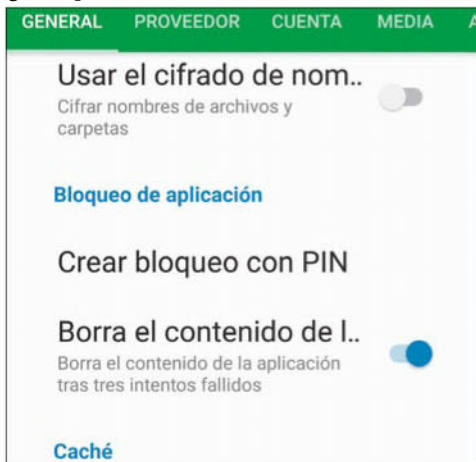 GENERAL PROVEEDOR CUENTA MEDIA A
Usar el cifrado de nom..
Cifrar nombres de archivos y
carpetas
Bloqueo de aplicación
Crear bloqueo con PIN
Borra el contenido de l..
Borra el contenido de la aplicación
tras tres intentos fallidos
Caché